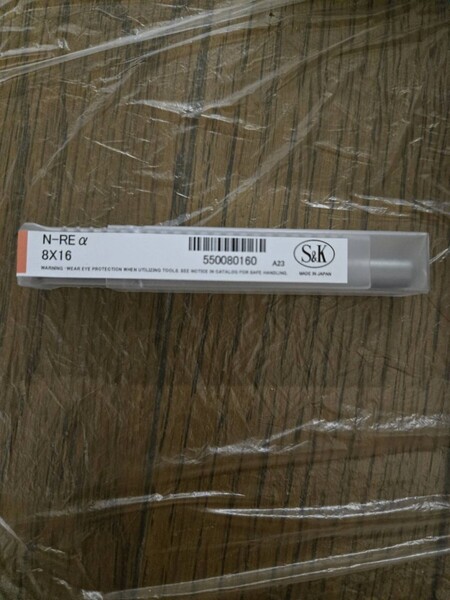 N-RE α
8X16
550080160 A23
WARNING:WEAR EYE PROTECTION WHEN UTILIZING TOOLS. SEE NOTES IN CATALOG FOR SAFE HANDLING.
S&K
MADE IN JAPAN